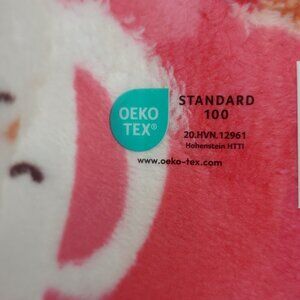 OEKO
TEX®
STANDARD
100
20.HVN.12961
Hohenstein HTTI
www.oeko-tex.com